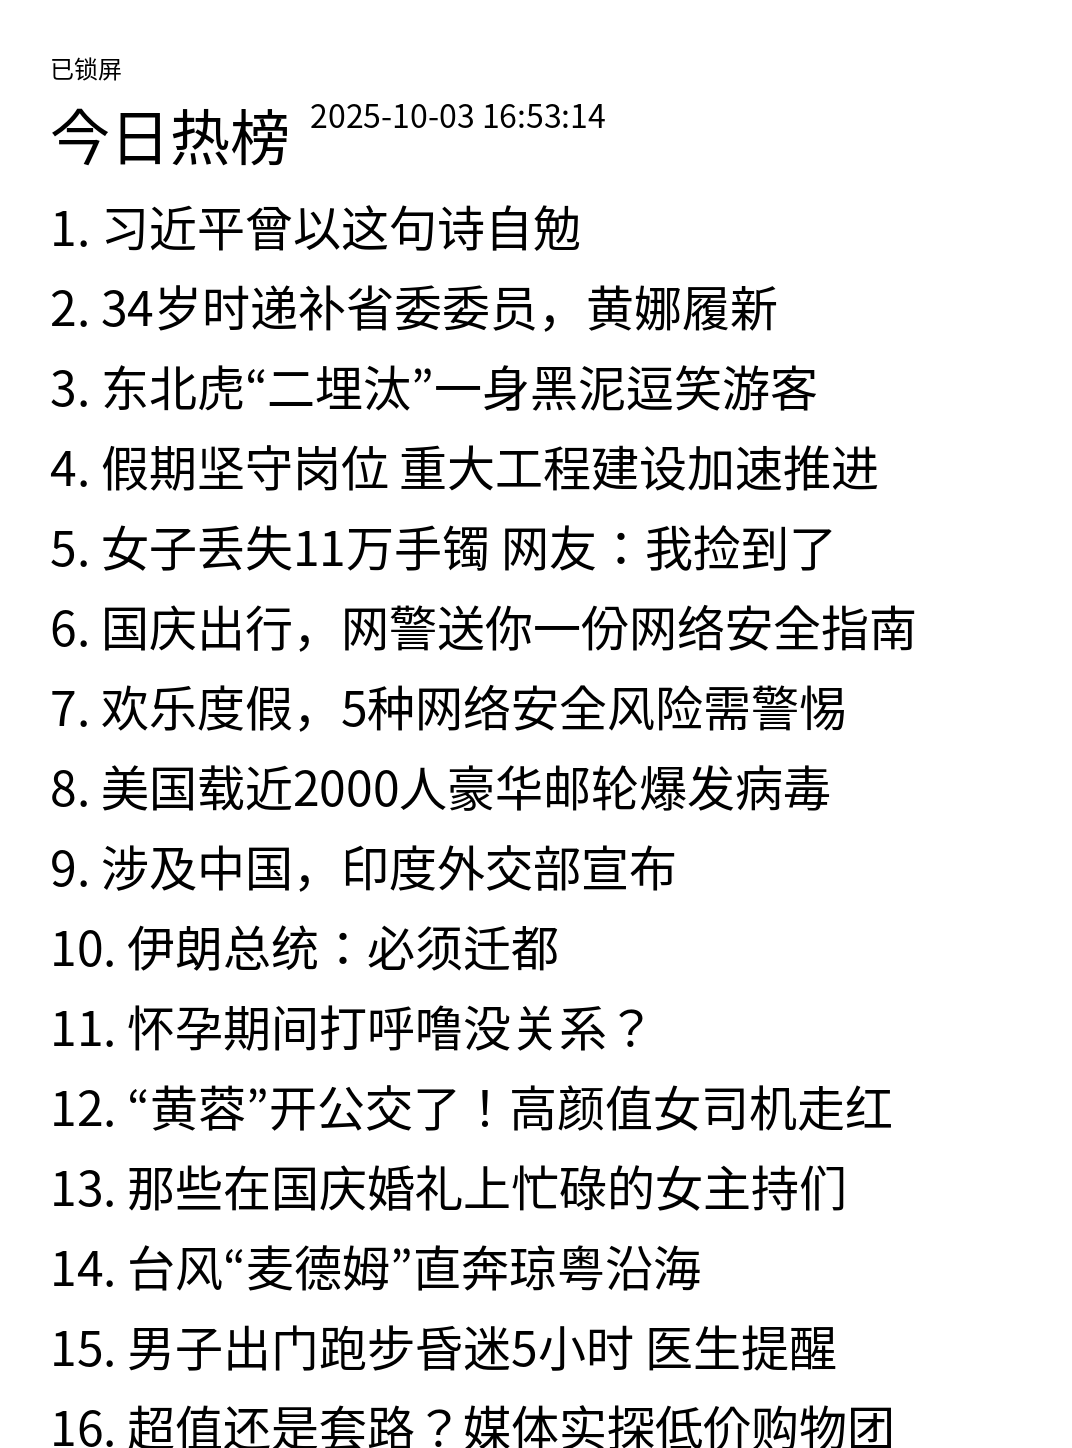 已锁屏
今日热榜 2025-10-03 16:53:14
1. 习近平曾以这句诗自勉
2. 34岁时递补省委委员，黄娜履新
3. 东北虎“二埋汰”一身黑泥逗笑游客
4. 假期坚守岗位 重大工程建设加速推进
5. 女子丢失11万手镯 网友：我捡到了
6. 国庆出行，网警送你一份网络安全指南
7. 欢乐度假，5种网络安全风险需警惕
8. 美国载近2000人豪华邮轮爆发病毒
9. 涉及中国，印度外交部宣布
10. 伊朗总统：必须迁都
11. 怀孕期间打呼噜没关系？
12. “黄蓉”开公交了！高颜值女司机走红
13. 那些在国庆婚礼上忙碌的女主持们
14. 台风“麦德姆”直奔琼粤沿海
15. 男子出门跑步昏迷5小时 医生提醒
16. 超值还是套路？媒体实探低价购物团